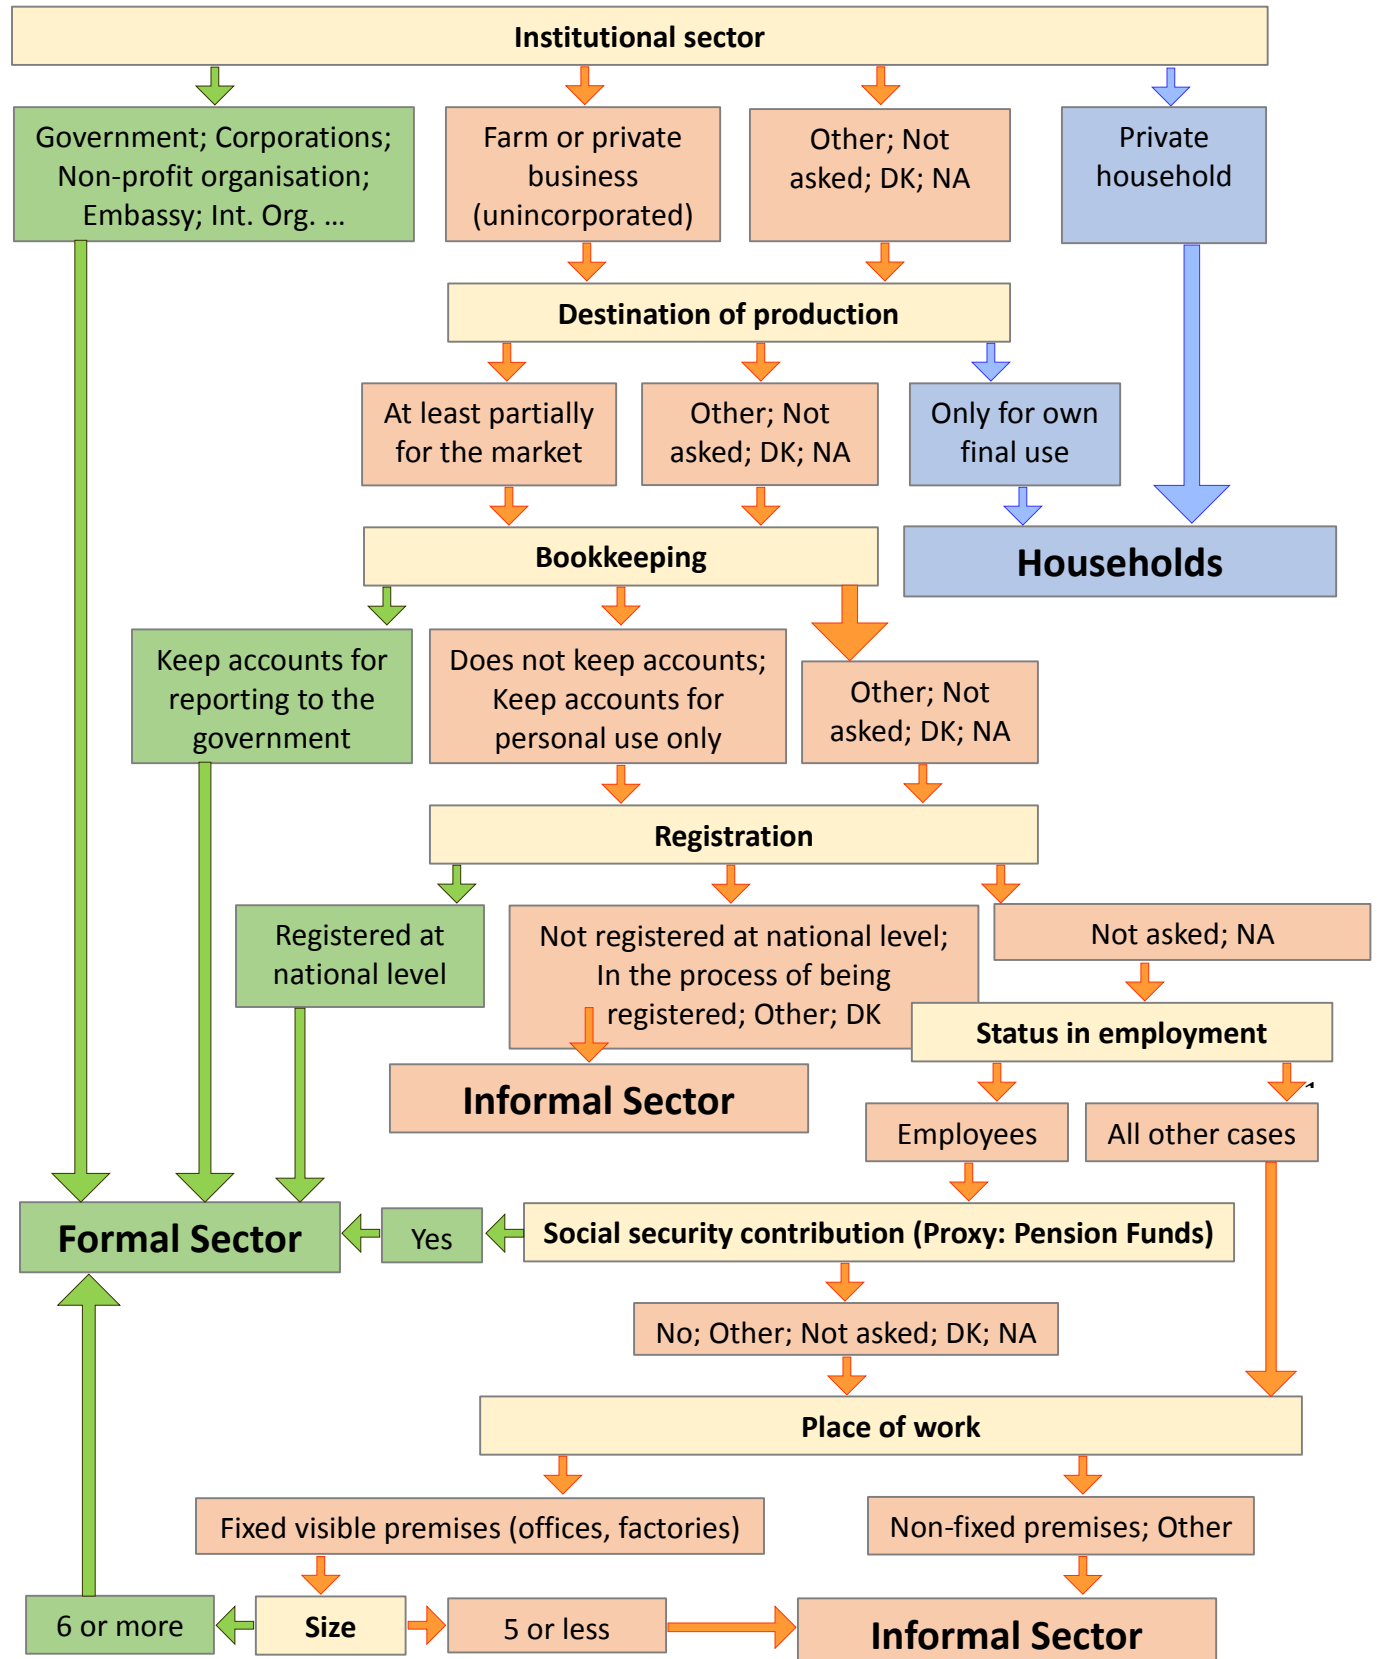 Institutional sector
Government; Corporations;
Non-profit organisation;
Embassy; Int. Org. ...
Farm or private
business
(unincorporated)
Other; Not
asked; DK; NA
Private
household
Destination of production
At least partially
for the market
Other; Not
asked; DK; NA
Only for own
final use
Bookkeeping
Households
Keep accounts for
reporting to the
government
Does not keep accounts;
Keep accounts for
personal use only
Other; Not
asked; DK; NA
Registration
Registered at
national level
Not registered at national level;
In the process of being
registered; Other; DK
Not asked; NA
Status in employment
Informal Sector
Employees
All other cases
Formal Sector
Yes
Social security contribution (Proxy: Pension Funds)
No; Other; Not asked; DK; NA
Place of work
Fixed visible premises (offices, factories)
Non-fixed premises; Other
6 or more
Size
5 or less
Informal Sector